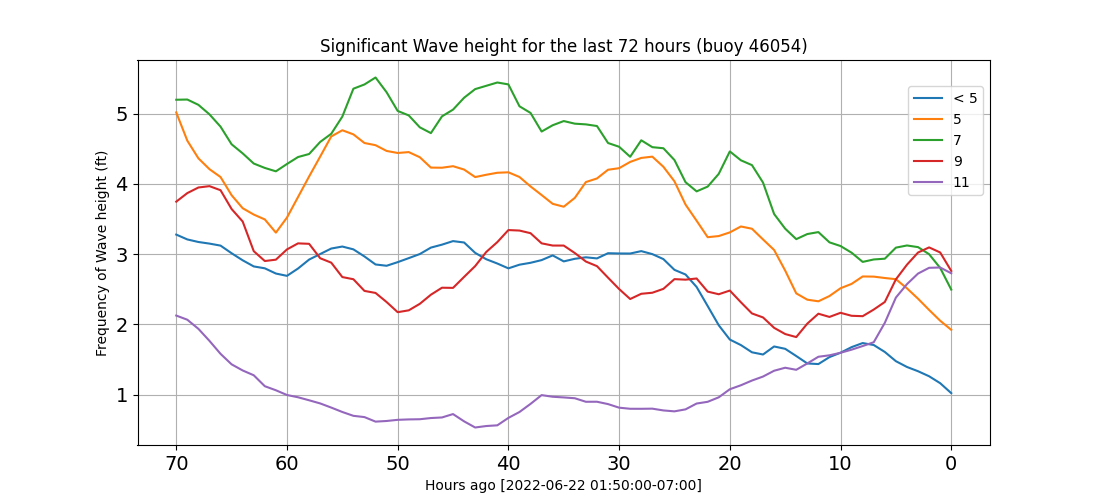 Significant Wave height for the last 72 hours (buoy 46054)
Frequency of Wave height (ft)
5
4
3
2
1
< 5
5
7
9
11
70 60 50 40 30 20 10 0
Hours ago [2022-06-22 01:50:00-07:00]